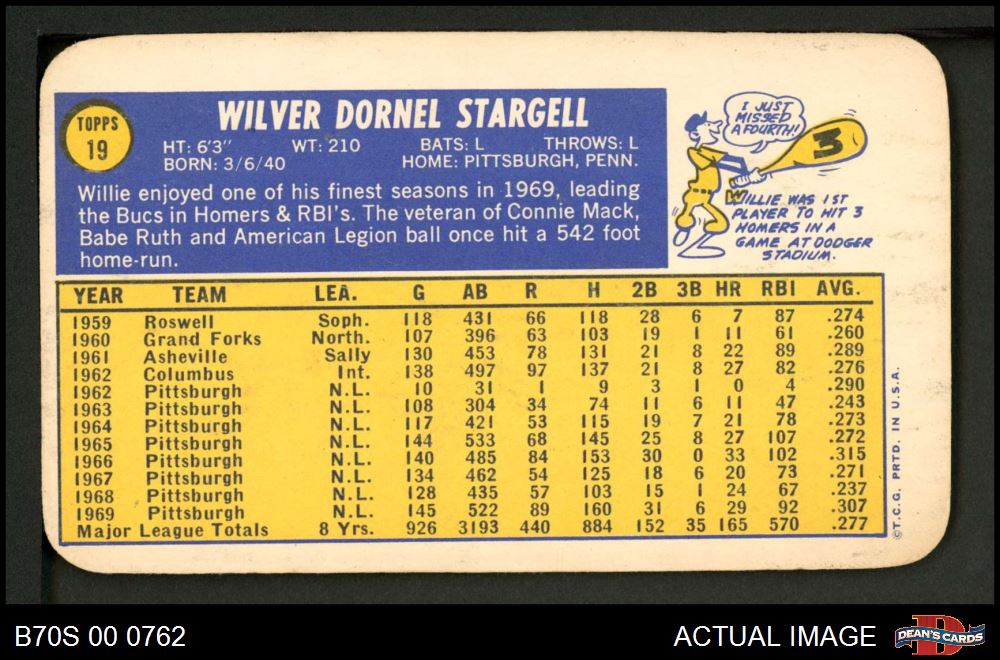 TOPPS
19
WILVER DORNEL STARGELL
HT: 6'3" WT: 210 BATS: L THROWS: L
BORN: 3/6/40 HOME: PITTSBURGH, PENN.
Willie enjoyed one of his finest seasons in 1969, leading
the Bucs in Homers & RBI's. The veteran of Connie Mack,
Babe Ruth and American Legion ball once hit a 542 foot
home-run.
I JUST
MISSED
A FOURTH!
3
WILLIE WAS 1ST
PLAYER TO HIT 3
HOMERS IN A
GAME AT DODGER
STADIUM.
YEAR TEAM LEA. G AB R H 2B 3B HR RBI AVG.
1959 Roswell Soph. 118 431 66 118 28 6 7 87 .274
1960 Grand Forks North. 107 396 63 103 19 1 11 61 .260
1961 Asheville Sally 130 453 78 131 21 8 22 89 .289
1962 Columbus Int. 138 497 97 137 21 8 27 82 .276
1962 Pittsburgh N.L. 10 31 1 9 3 1 0 4 .290
1963 Pittsburgh N.L. 108 304 34 74 11 6 11 47 .243
1964 Pittsburgh N.L. 117 421 53 115 19 7 21 78 .273
1965 Pittsburgh N.L. 144 533 68 145 25 8 27 107 .272
1966 Pittsburgh N.L. 140 485 84 153 30 0 33 102 .315
1967 Pittsburgh N.L. 134 462 54 125 18 6 20 73 .271
1968 Pittsburgh N.L. 128 435 57 103 15 1 24 67 .237
1969 Pittsburgh N.L. 145 522 89 160 31 6 29 92 .307
Major League Totals 8 Yrs. 926 3193 440 884 152 35 165 570 .277
©T.C.G. PRTD. IN U.S.A.
B70S 00 0762
ACTUAL IMAGE
D
DEAN'S CARDS